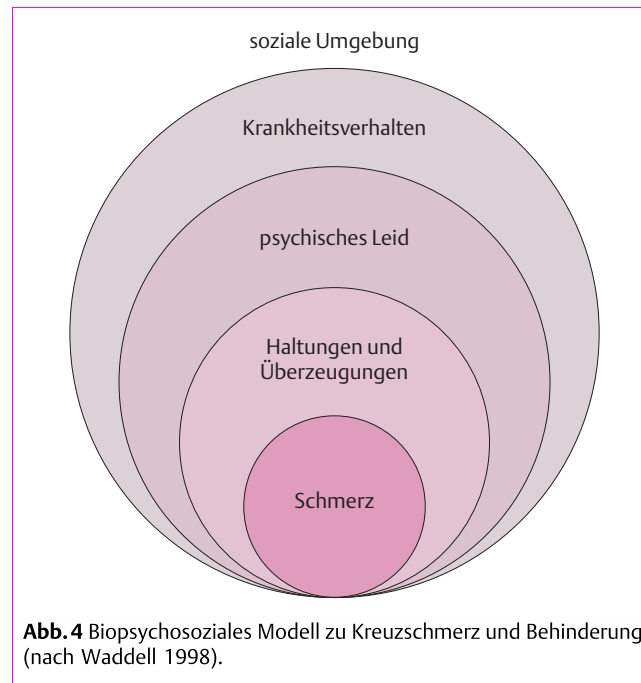 soziale Umgebung
Krankheitsverhalten
psychisches Leid
Haltungen und
Überzeugungen
Schmerz
Abb. 4 Biopsychosoziales Modell zu Kreuzschmerz und Behinderung
(nach Waddell 1998).